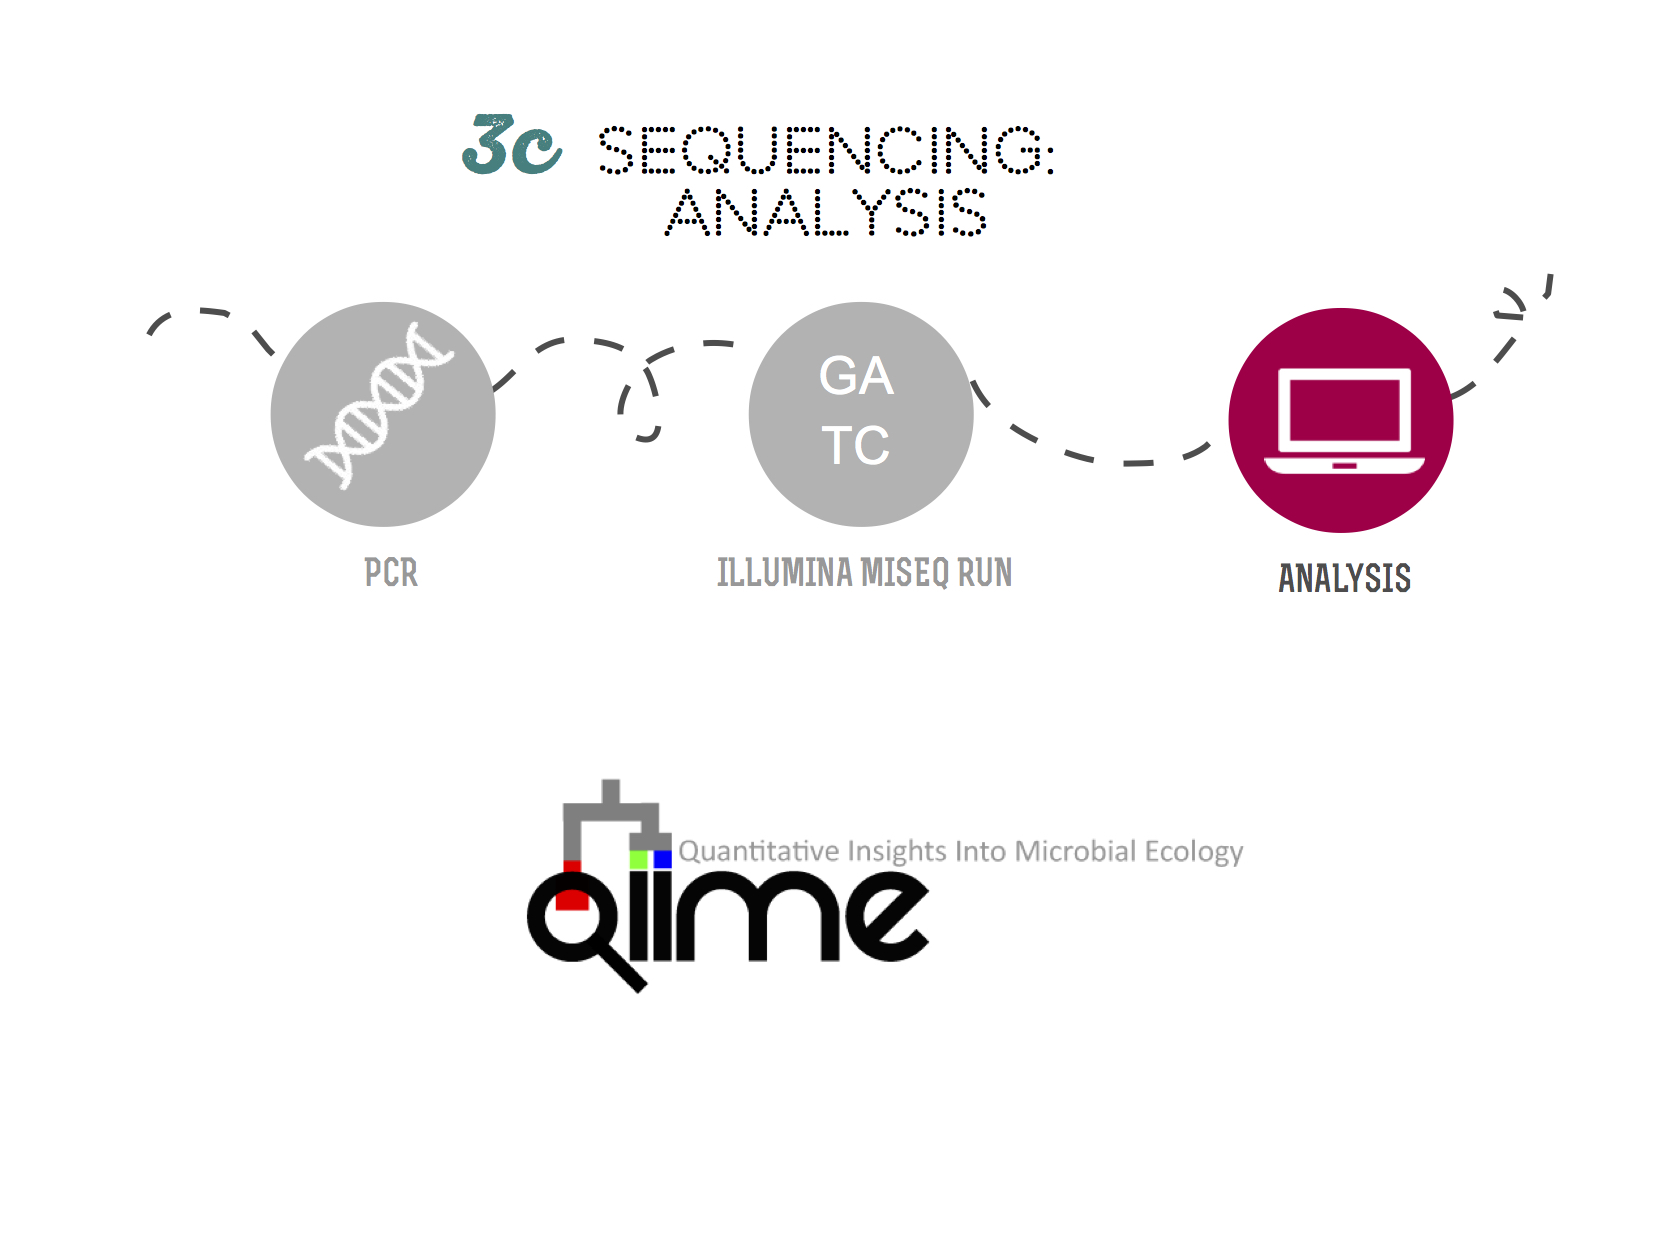 3c SEQUENCING:
ANALYSIS
GA
TC
PCR
ILLUMINA MISEQ RUN
ANALYSIS
Quantitative Insights Into Microbial Ecology
Qiime